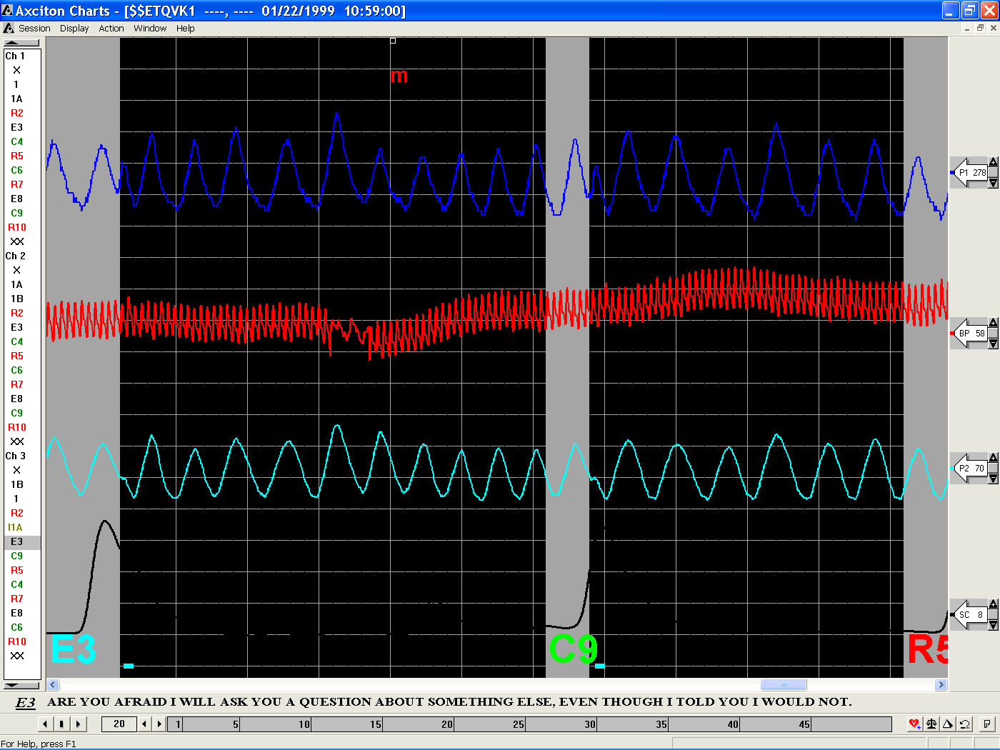 Axciton Charts - [$$ETQVK1 ----, ---- 01/22/1999 10:59:00]
Session Display Action Window Help
Ch 1
X
1
1A
R2
E3
C4
R5
C6
R7
E8
C9
R10
XX
Ch 2
X
1A
1B
R2
E3
C4
R5
C6
R7
E8
C9
R10
XX
Ch 3
X
1B
1
R2
I1A
E3
C9
R5
C4
R7
E8
C6
R10
XX
m
P1 278
BP 58
P2 70
SC 8
E3 C9 R5
E3 ARE YOU AFRAID I WILL ASK YOU A QUESTION ABOUT SOMETHING ELSE, EVEN THOUGH I TOLD YOU I WOULD NOT.
20 1 5 10 15 20 25 30 35 40 45
For Help, press F1